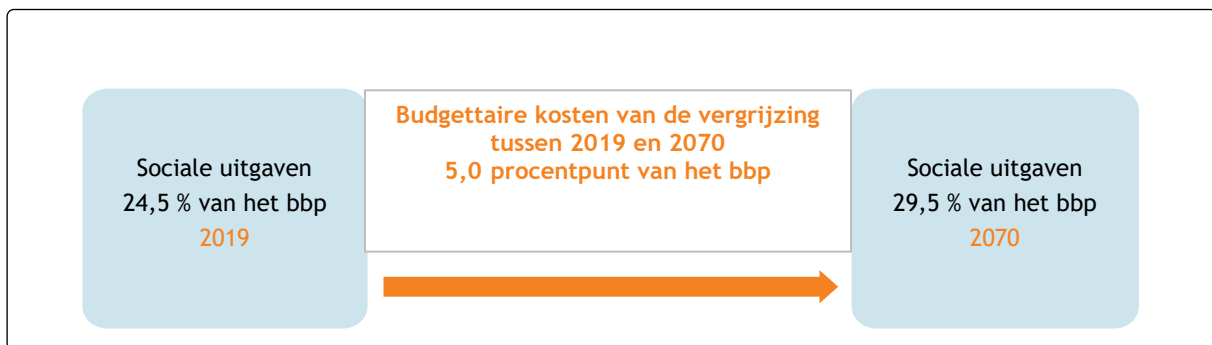 Sociale uitgaven
24,5 % van het bbp
2019
Budgettaire kosten van de vergrijzing
tussen 2019 en 2070
5,0 procentpunt van het bbp
Sociale uitgaven
29,5 % van het bbp
2070